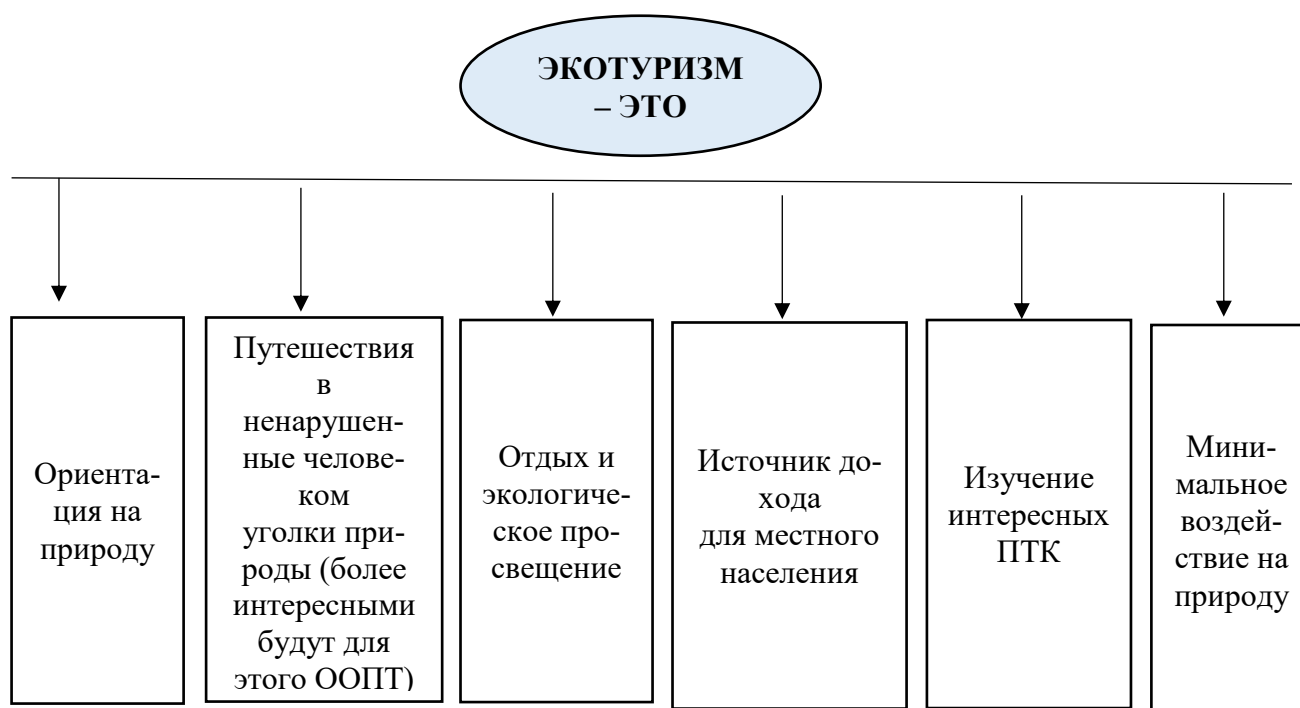 ЭКОТУРИЗМ
– ЭТО
Ориента-
ция на
природу
Путешествия
в
ненарушен-
ные челове-
ком
уголки при-
роды (более
интересными
будут для
этого ООПТ)
Отдых и
экологиче-
ское про-
свещение
Источник до-
хода
для местного
населения
Изучение
интересных
ПТК
Мини-
мальное
воздей-
ствие на
природу